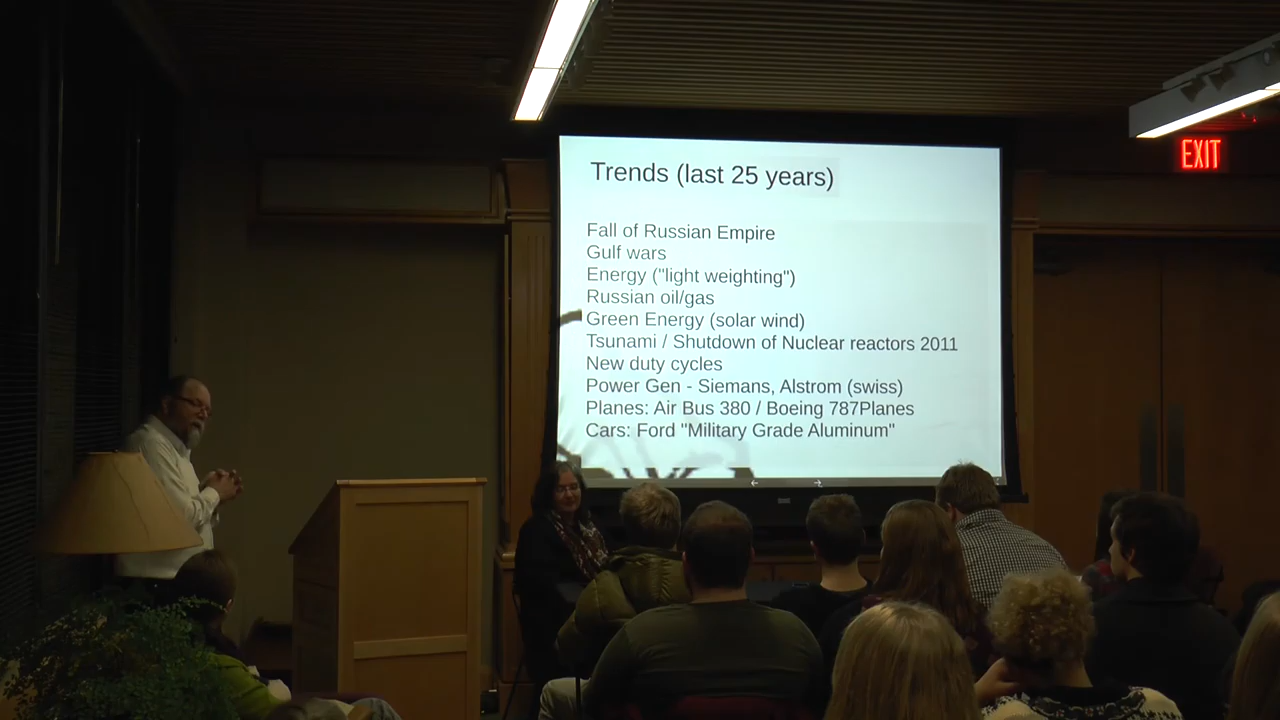 Trends (last 25 years)
Fall of Russian Empire
Gulf wars
Energy ("light weighting")
Russian oil/gas
Green Energy (solar wind)
Tsunami / Shutdown of Nuclear reactors 2011
New duty cycles
Power Gen - Siemans, Alstrom (swiss)
Planes: Air Bus 380 / Boeing 787Planes
Cars: Ford "Military Grade Aluminum"
EXIT